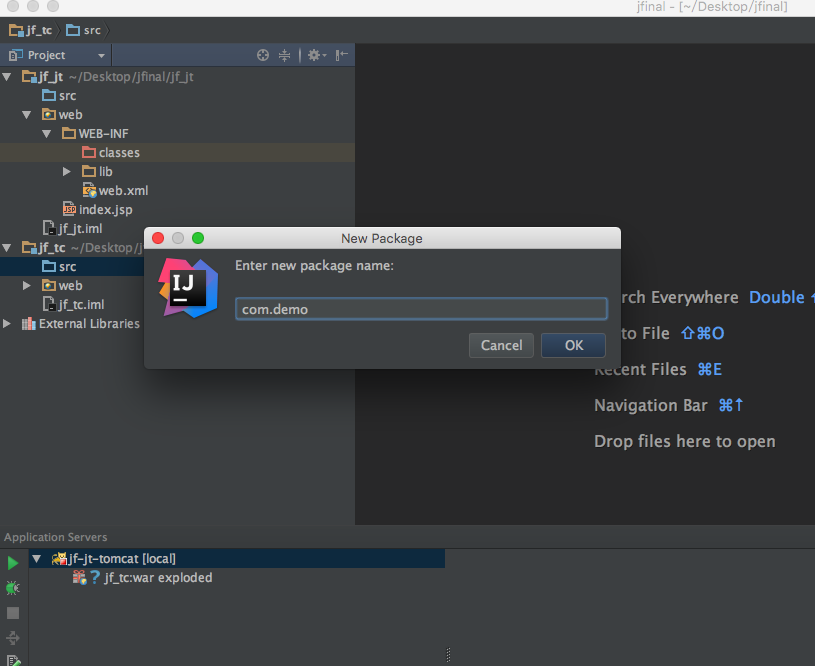 jfinal - [~/Desktop/jfinal]
jf_tc src
Project
jf_jt ~/Desktop/jfinal/jf_jt
src
web
WEB-INF
classes
lib
web.xml
JSP index.jsp
jf_jt.iml
New Package
jf_tc ~/Desktop/j
Enter new package name:
src
IJ
web
com.demo
jf_tc.iml
External Libraries
Cancel OK
rch Everywhere Double ⇧
to File ⇧⌘O
Recent Files ⌘E
Navigation Bar ⌘↑
Drop files here to open
Application Servers
jf-jt-tomcat [local]
? jf_tc:war exploded